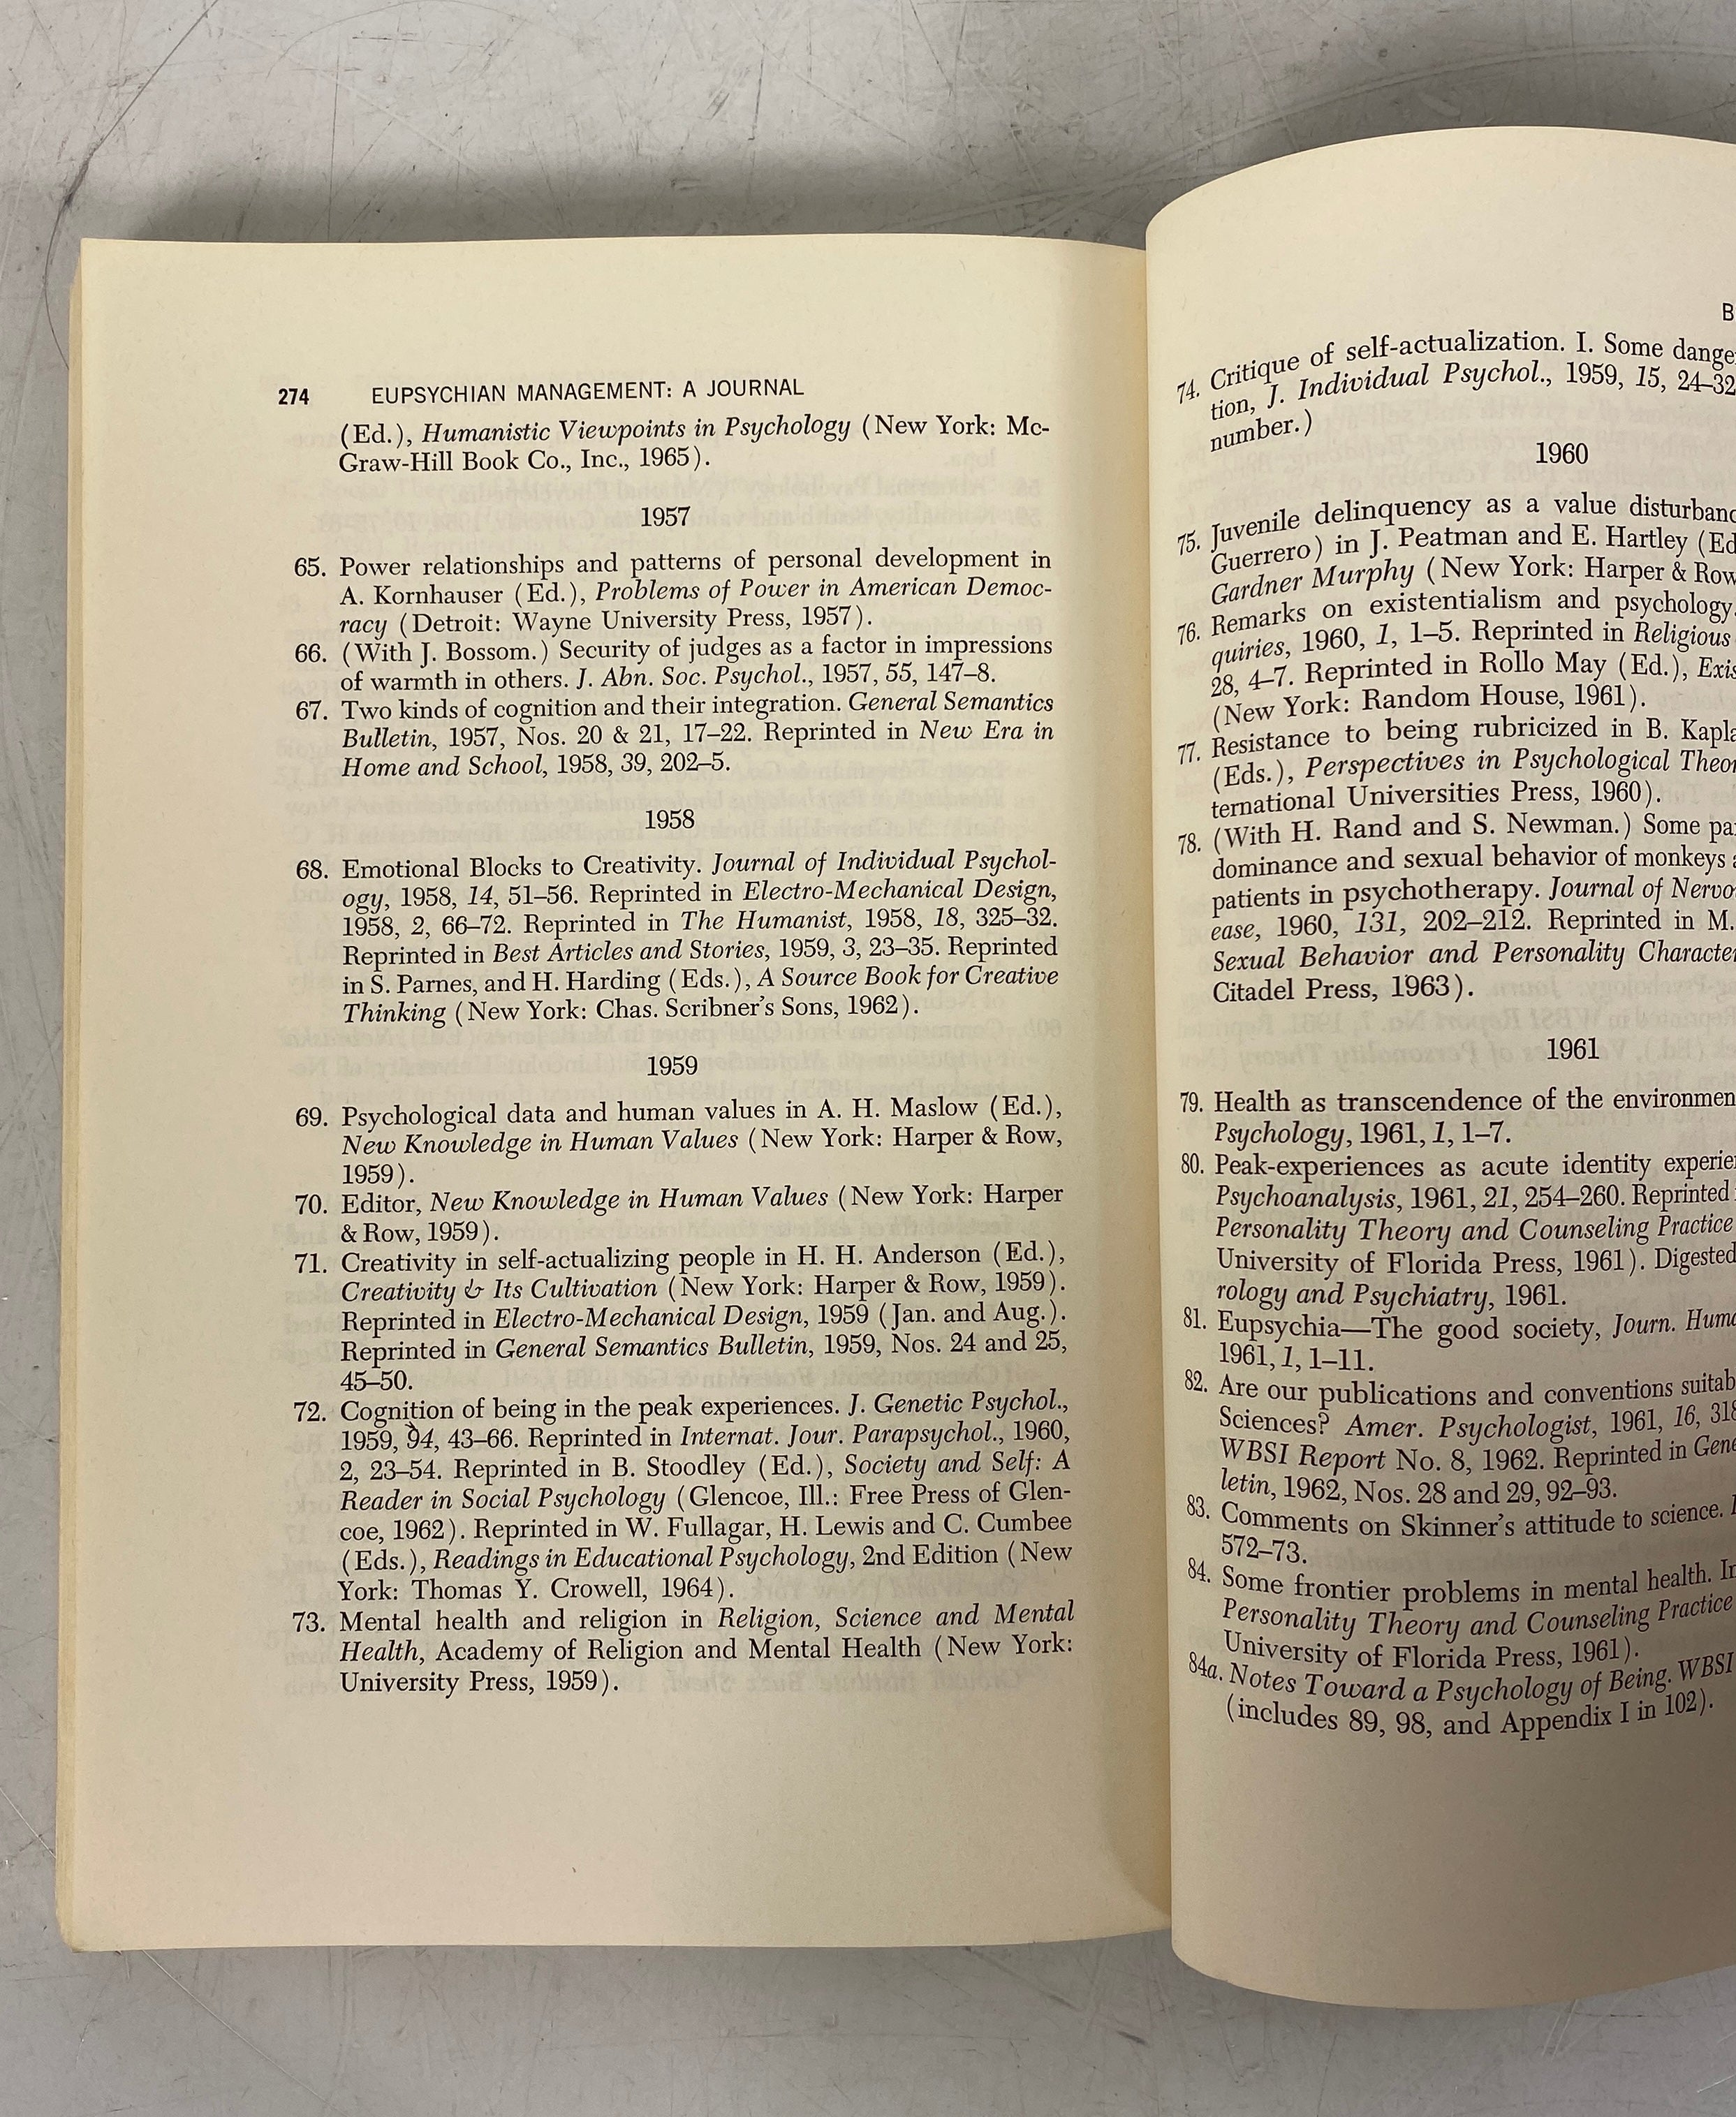 274 EUPSYCHIAN MANAGEMENT: A JOURNAL
(Ed.), Humanistic Viewpoints in Psychology (New York: Mc-
Graw-Hill Book Co., Inc., 1965).
1957
65. Power relationships and patterns of personal development in
A. Kornhauser (Ed.), Problems of Power in American Democ-
racy (Detroit: Wayne University Press, 1957).
66. (With J. Bossom.) Security of judges as a factor in impressions
of warmth in others. J. Abn. Soc. Psychol., 1957, 55, 147–8.
67. Two kinds of cognition and their integration. General Semantics
Bulletin, 1957, Nos. 20 & 21, 17–22. Reprinted in New Era in
Home and School, 1958, 39, 202–5.
1958
68. Emotional Blocks to Creativity. Journal of Individual Psychol-
ogy, 1958, 14, 51–56. Reprinted in Electro-Mechanical Design,
1958, 2, 66–72. Reprinted in The Humanist, 1958, 18, 325–32.
Reprinted in Best Articles and Stories, 1959, 3, 23–35. Reprinted
in S. Parnes, and H. Harding (Eds.), A Source Book for Creative
Thinking (New York: Chas. Scribner's Sons, 1962).
1959
69. Psychological data and human values in A. H. Maslow (Ed.),
New Knowledge in Human Values (New York: Harper & Row,
1959).
70. Editor, New Knowledge in Human Values (New York: Harper
& Row, 1959).
71. Creativity in self-actualizing people in H. H. Anderson (Ed.),
Creativity & Its Cultivation (New York: Harper & Row, 1959).
Reprinted in Electro-Mechanical Design, 1959 (Jan. and Aug.).
Reprinted in General Semantics Bulletin, 1959, Nos. 24 and 25,
45–50.
72. Cognition of being in the peak experiences. J. Genetic Psychol.,
1959, 94, 43–66. Reprinted in Internat. Jour. Parapsychol., 1960,
2, 23–54. Reprinted in B. Stoodley (Ed.), Society and Self: A
Reader in Social Psychology (Glencoe, Ill.: Free Press of Glen-
coe, 1962). Reprinted in W. Fullagar, H. Lewis and C. Cumbee
(Eds.), Readings in Educational Psychology, 2nd Edition (New
York: Thomas Y. Crowell, 1964).
73. Mental health and religion in Religion, Science and Mental
Health, Academy of Religion and Mental Health (New York:
University Press, 1959).
B
74. Critique of self-actualization. I. Some dange
tion, J. Individual Psychol., 1959, 15, 24–32
number.)
1960
75. Juvenile delinquency as a value disturbanc
Guerrero) in J. Peatman and E. Hartley (Ed
Gardner Murphy (New York: Harper & Row
76. Remarks on existentialism and psychology.
quiries, 1960, 1, 1–5. Reprinted in Religious
28, 4–7. Reprinted in Rollo May (Ed.), Exis
(New York: Random House, 1961).
77. Resistance to being rubricized in B. Kapla
(Eds.), Perspectives in Psychological Theor
ternational Universities Press, 1960).
78. (With H. Rand and S. Newman.) Some pa
dominance and sexual behavior of monkeys a
patients in psychotherapy. Journal of Nervo
ease, 1960, 131, 202–212. Reprinted in M.
Sexual Behavior and Personality Character
Citadel Press, 1963).
1961
79. Health as transcendence of the environmen
Psychology, 1961, 1, 1–7.
80. Peak-experiences as acute identity experie
Psychoanalysis, 1961, 21, 254–260. Reprinted
Personality Theory and Counseling Practice
University of Florida Press, 1961). Digested
rology and Psychiatry, 1961.
81. Eupsychia—The good society, Journ. Huma
1961, 1, 1–11.
82. Are our publications and conventions suitab
Sciences? Amer. Psychologist, 1961, 16, 318
WBSI Report No. 8, 1962. Reprinted in Gene
letin, 1962, Nos. 28 and 29, 92–93.
83. Comments on Skinner's attitude to science.
572–73.
84. Some frontier problems in mental health. In
Personality Theory and Counseling Practice
University of Florida Press, 1961).
84a. Notes Toward a Psychology of Being. WBSI
(includes 89, 98, and Appendix I in 102).